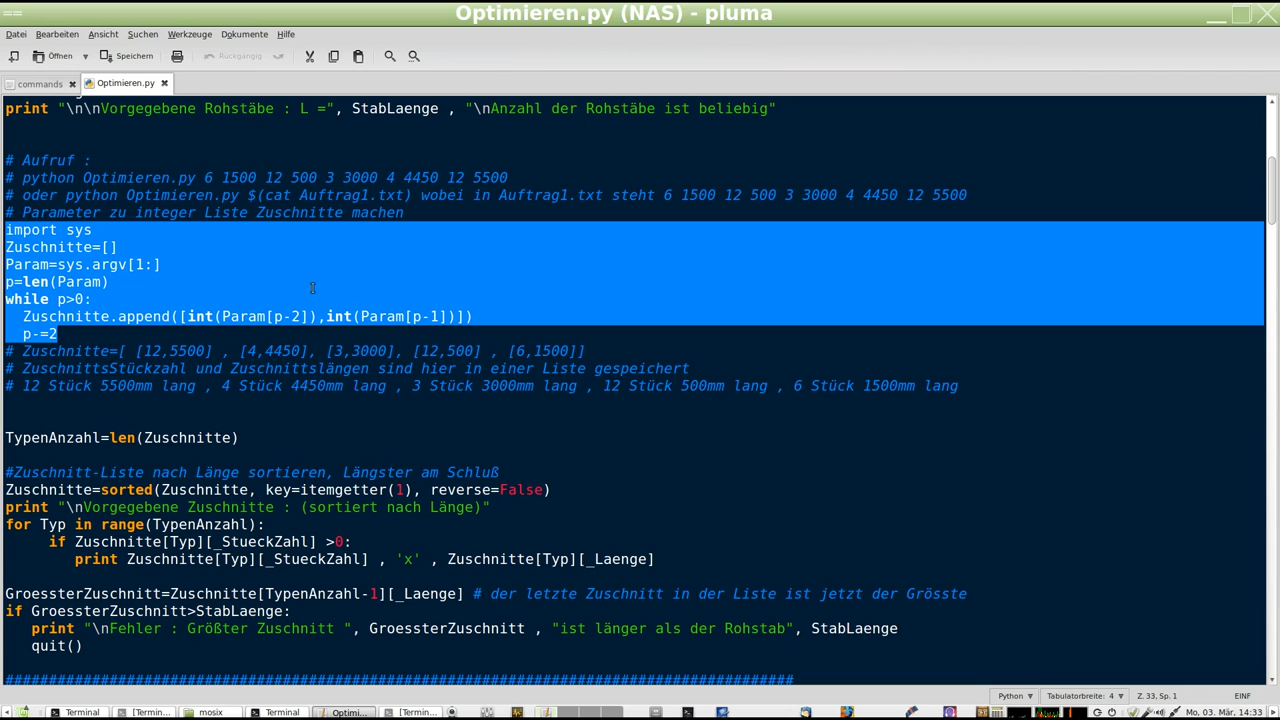 Optimieren.py (NAS) - pluma
Datei Bearbeiten Ansicht Suchen Werkzeuge Dokumente Hilfe
Öffnen Speichern Rückgängig
commands Optimieren.py
print "\n\nVorgegebene Rohstäbe : L =", StabLaenge , "\nAnzahl der Rohstäbe ist beliebig"
# Aufruf :
# python Optimieren.py 6 1500 12 500 3 3000 4 4450 12 5500
# oder python Optimieren.py $(cat Auftrag1.txt) wobei in Auftrag1.txt steht 6 1500 12 500 3 3000 4 4450 12 5500
# Parameter zu integer Liste Zuschnitte machen
import sys
Zuschnitte=[]
Param=sys.argv[1:]
p=len(Param)
while p>0:
  Zuschnitte.append([int(Param[p-2]),int(Param[p-1])])
  p-=2
# Zuschnitte=[ [12,5500] , [4,4450], [3,3000], [12,500] , [6,1500]]
# ZuschnittsStückzahl und Zuschnittslängen sind hier in einer Liste gespeichert
# 12 Stück 5500mm lang , 4 Stück 4450mm lang , 3 Stück 3000mm lang , 12 Stück 500mm lang , 6 Stück 1500mm lang
TypenAnzahl=len(Zuschnitte)
#Zuschnitt-Liste nach Länge sortieren, Längster am Schluß
Zuschnitte=sorted(Zuschnitte, key=itemgetter(1), reverse=False)
print "\nVorgegebene Zuschnitte : (sortiert nach Länge)"
for Typ in range(TypenAnzahl):
     if Zuschnitte[Typ][_StueckZahl] >0:
        print Zuschnitte[Typ][_StueckZahl] , 'x' , Zuschnitte[Typ][_Laenge]
GroessterZuschnitt=Zuschnitte[TypenAnzahl-1][_Laenge] # der letzte Zuschnitt in der Liste ist jetzt der Grösste
if GroessterZuschnitt>StabLaenge:
   print "\nFehler : Größter Zuschnitt ", GroessterZuschnitt , "ist länger als der Rohstab", StabLaenge
   quit()
###########################################################################################
Python Tabulatorbreite: 4 Z. 33, Sp. 1 EINF
Terminal [Termin... mosix Terminal Optimi... [Termin... Mo, 03. Mär, 14:33